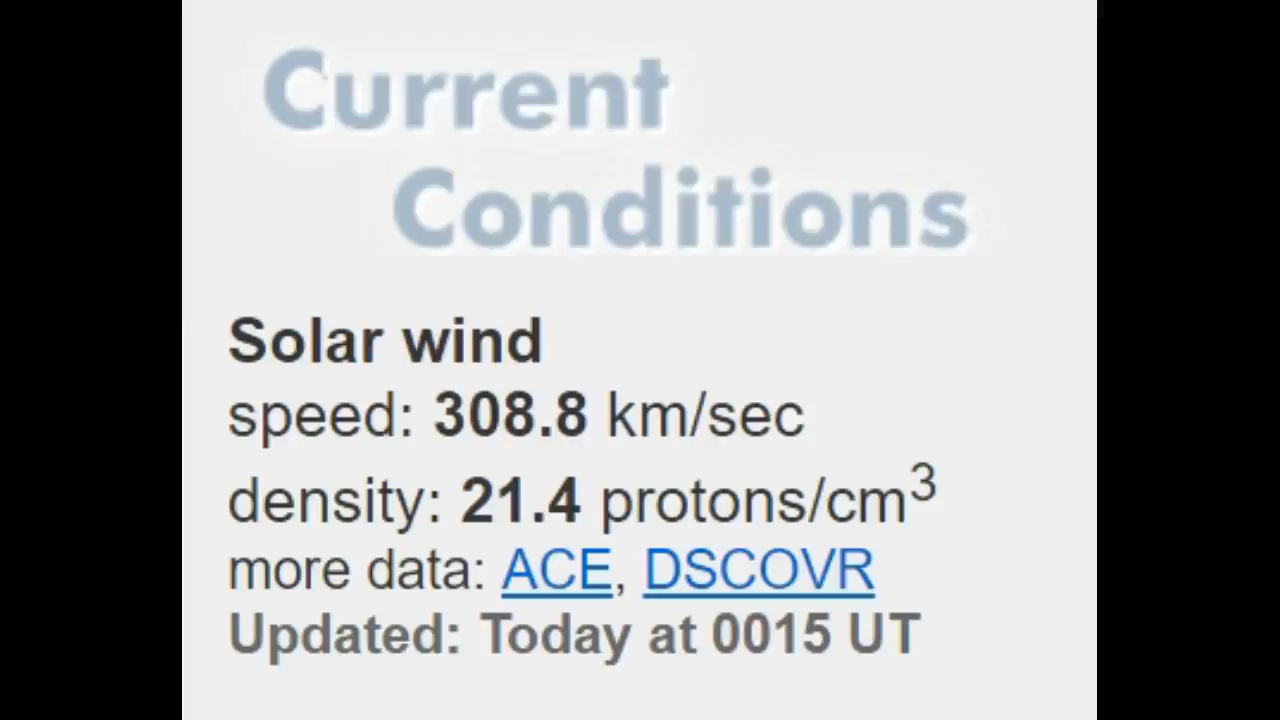 Current
Conditions
Solar wind
speed: 308.8 km/sec
density: 21.4 protons/cm³
more data: ACE, DSCOVR
Updated: Today at 0015 UT